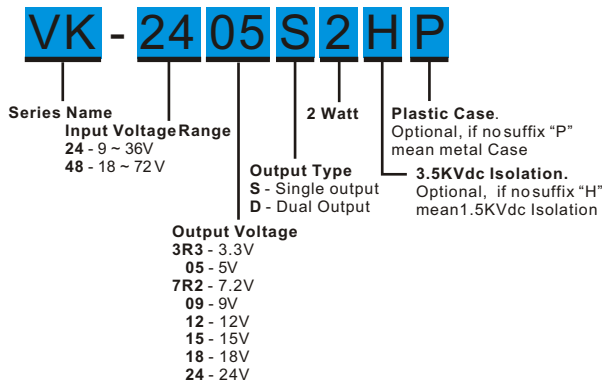 VK - 24 05 S 2 H P
Series Name
Input Voltage Range
24 - 9 ~ 36V
48 - 18 ~ 72 V
2 Watt
Plastic Case.
Optional, if no suffix “P”
mean metal Case
3.5KVdc Isolation.
Optional, if no suffix “H”
mean1.5KVdc Isolation
Output Type
S - Single output
D - Dual Output
Output Voltage
3R3 - 3.3V
05 - 5V
7R2 - 7.2V
09 - 9V
12 - 12V
15 - 15V
18 - 18V
24 - 24V